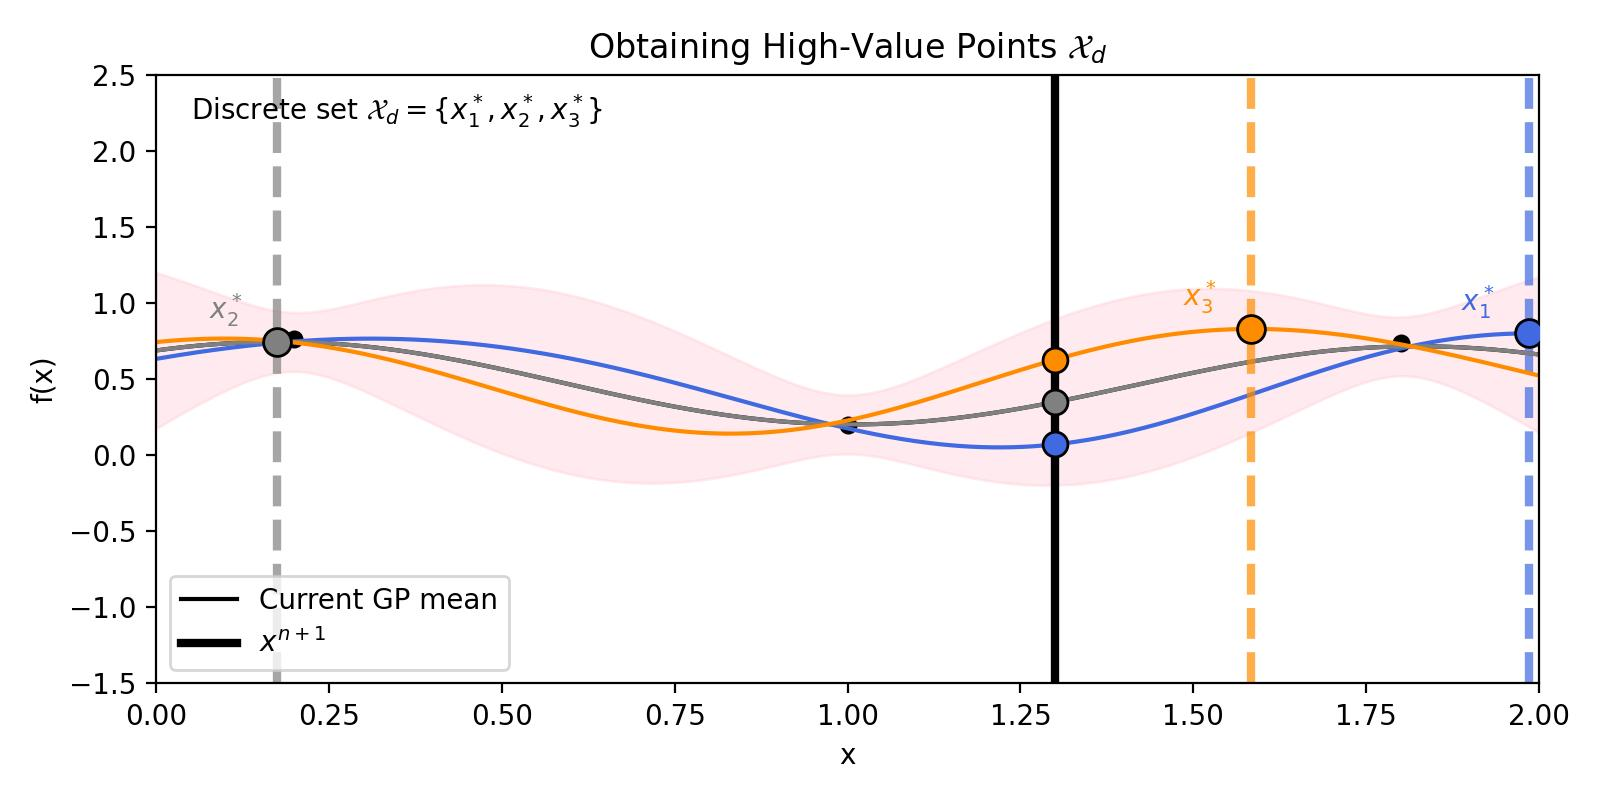 Obtaining High-Value Points 𝒳_d
Discrete set 𝒳_d = {x_1^*, x_2^*, x_3^*}
f(x)
2.5
2.0
1.5
1.0
0.5
0.0
−0.5
−1.0
−1.5
x_2^*
x_3^*
x_1^*
Current GP mean
x^{n+1}
0.00 0.25 0.50 0.75 1.00 1.25 1.50 1.75 2.00
x